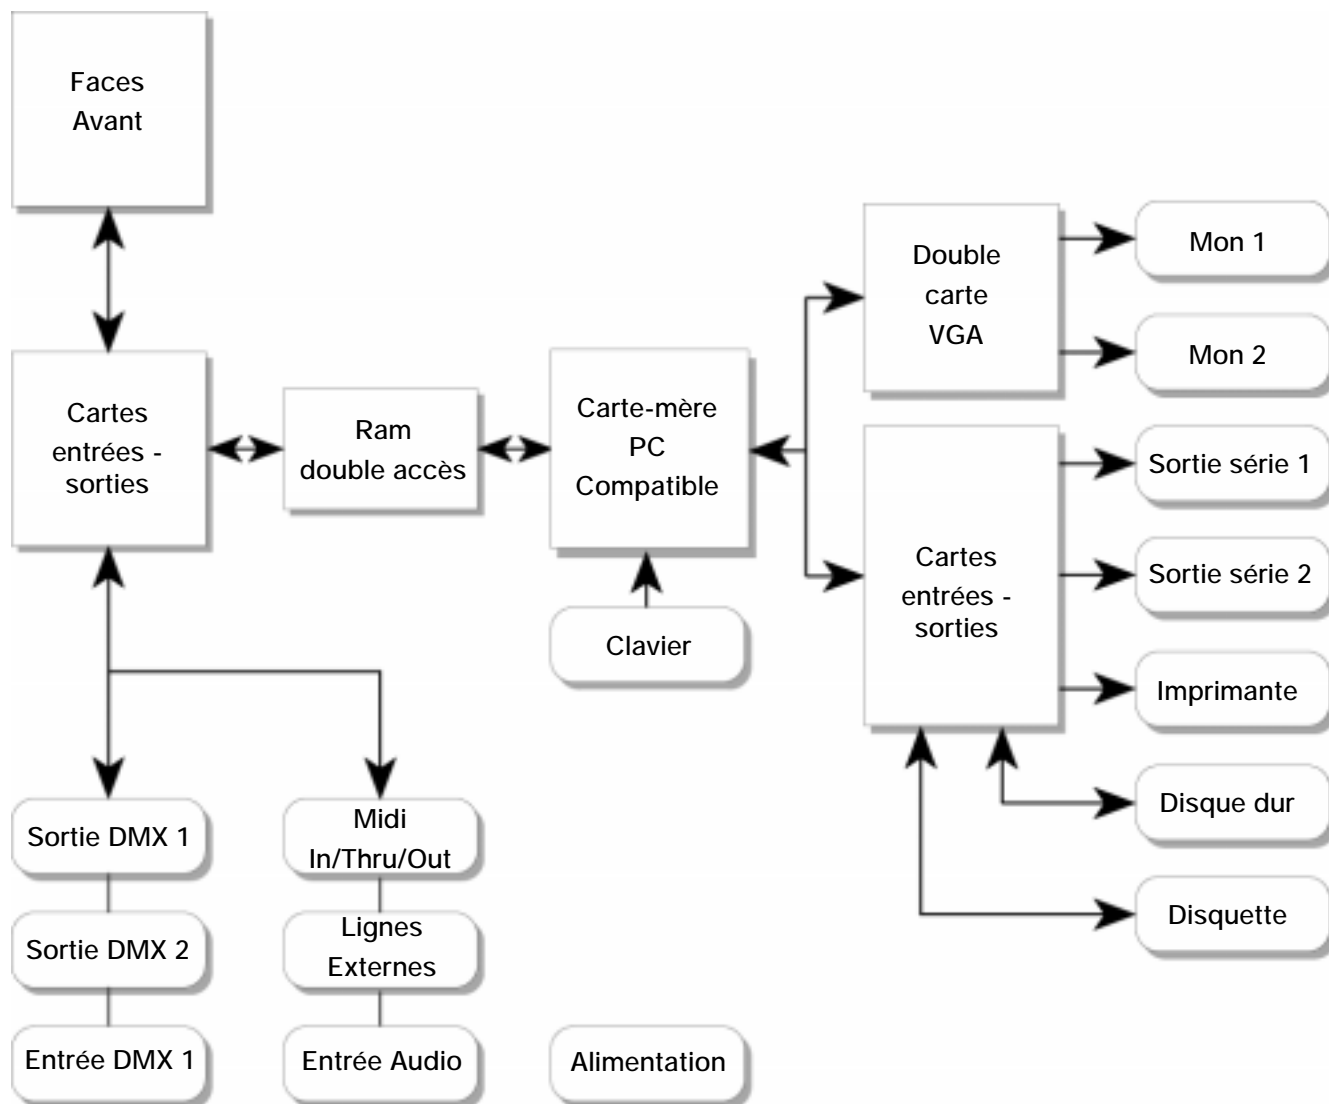 Faces
Avant
Cartes
entrées -
sorties
Ram
double accès
Carte-mère
PC
Compatible
Clavier
Double
carte
VGA
Mon 1
Mon 2
Cartes
entrées -
sorties
Sortie série 1
Sortie série 2
Imprimante
Disque dur
Disquette
Sortie DMX 1
Sortie DMX 2
Entrée DMX 1
Midi
In/Thru/Out
Lignes
Externes
Entrée Audio
Alimentation